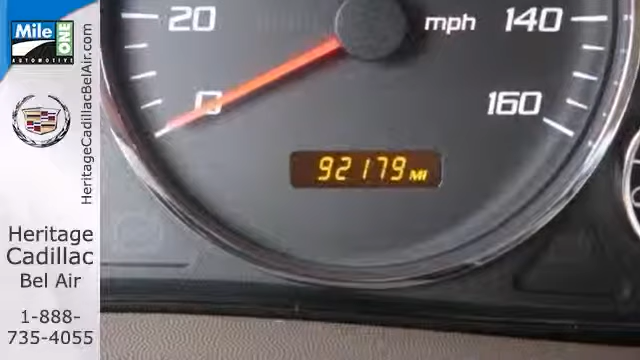 Mile ONE
AUTOMOTIVE
HeritageCadillacBelAir.com
Heritage
Cadillac
Bel Air
1-888-
735-4055
20
mph
140
0
160
92179 MI